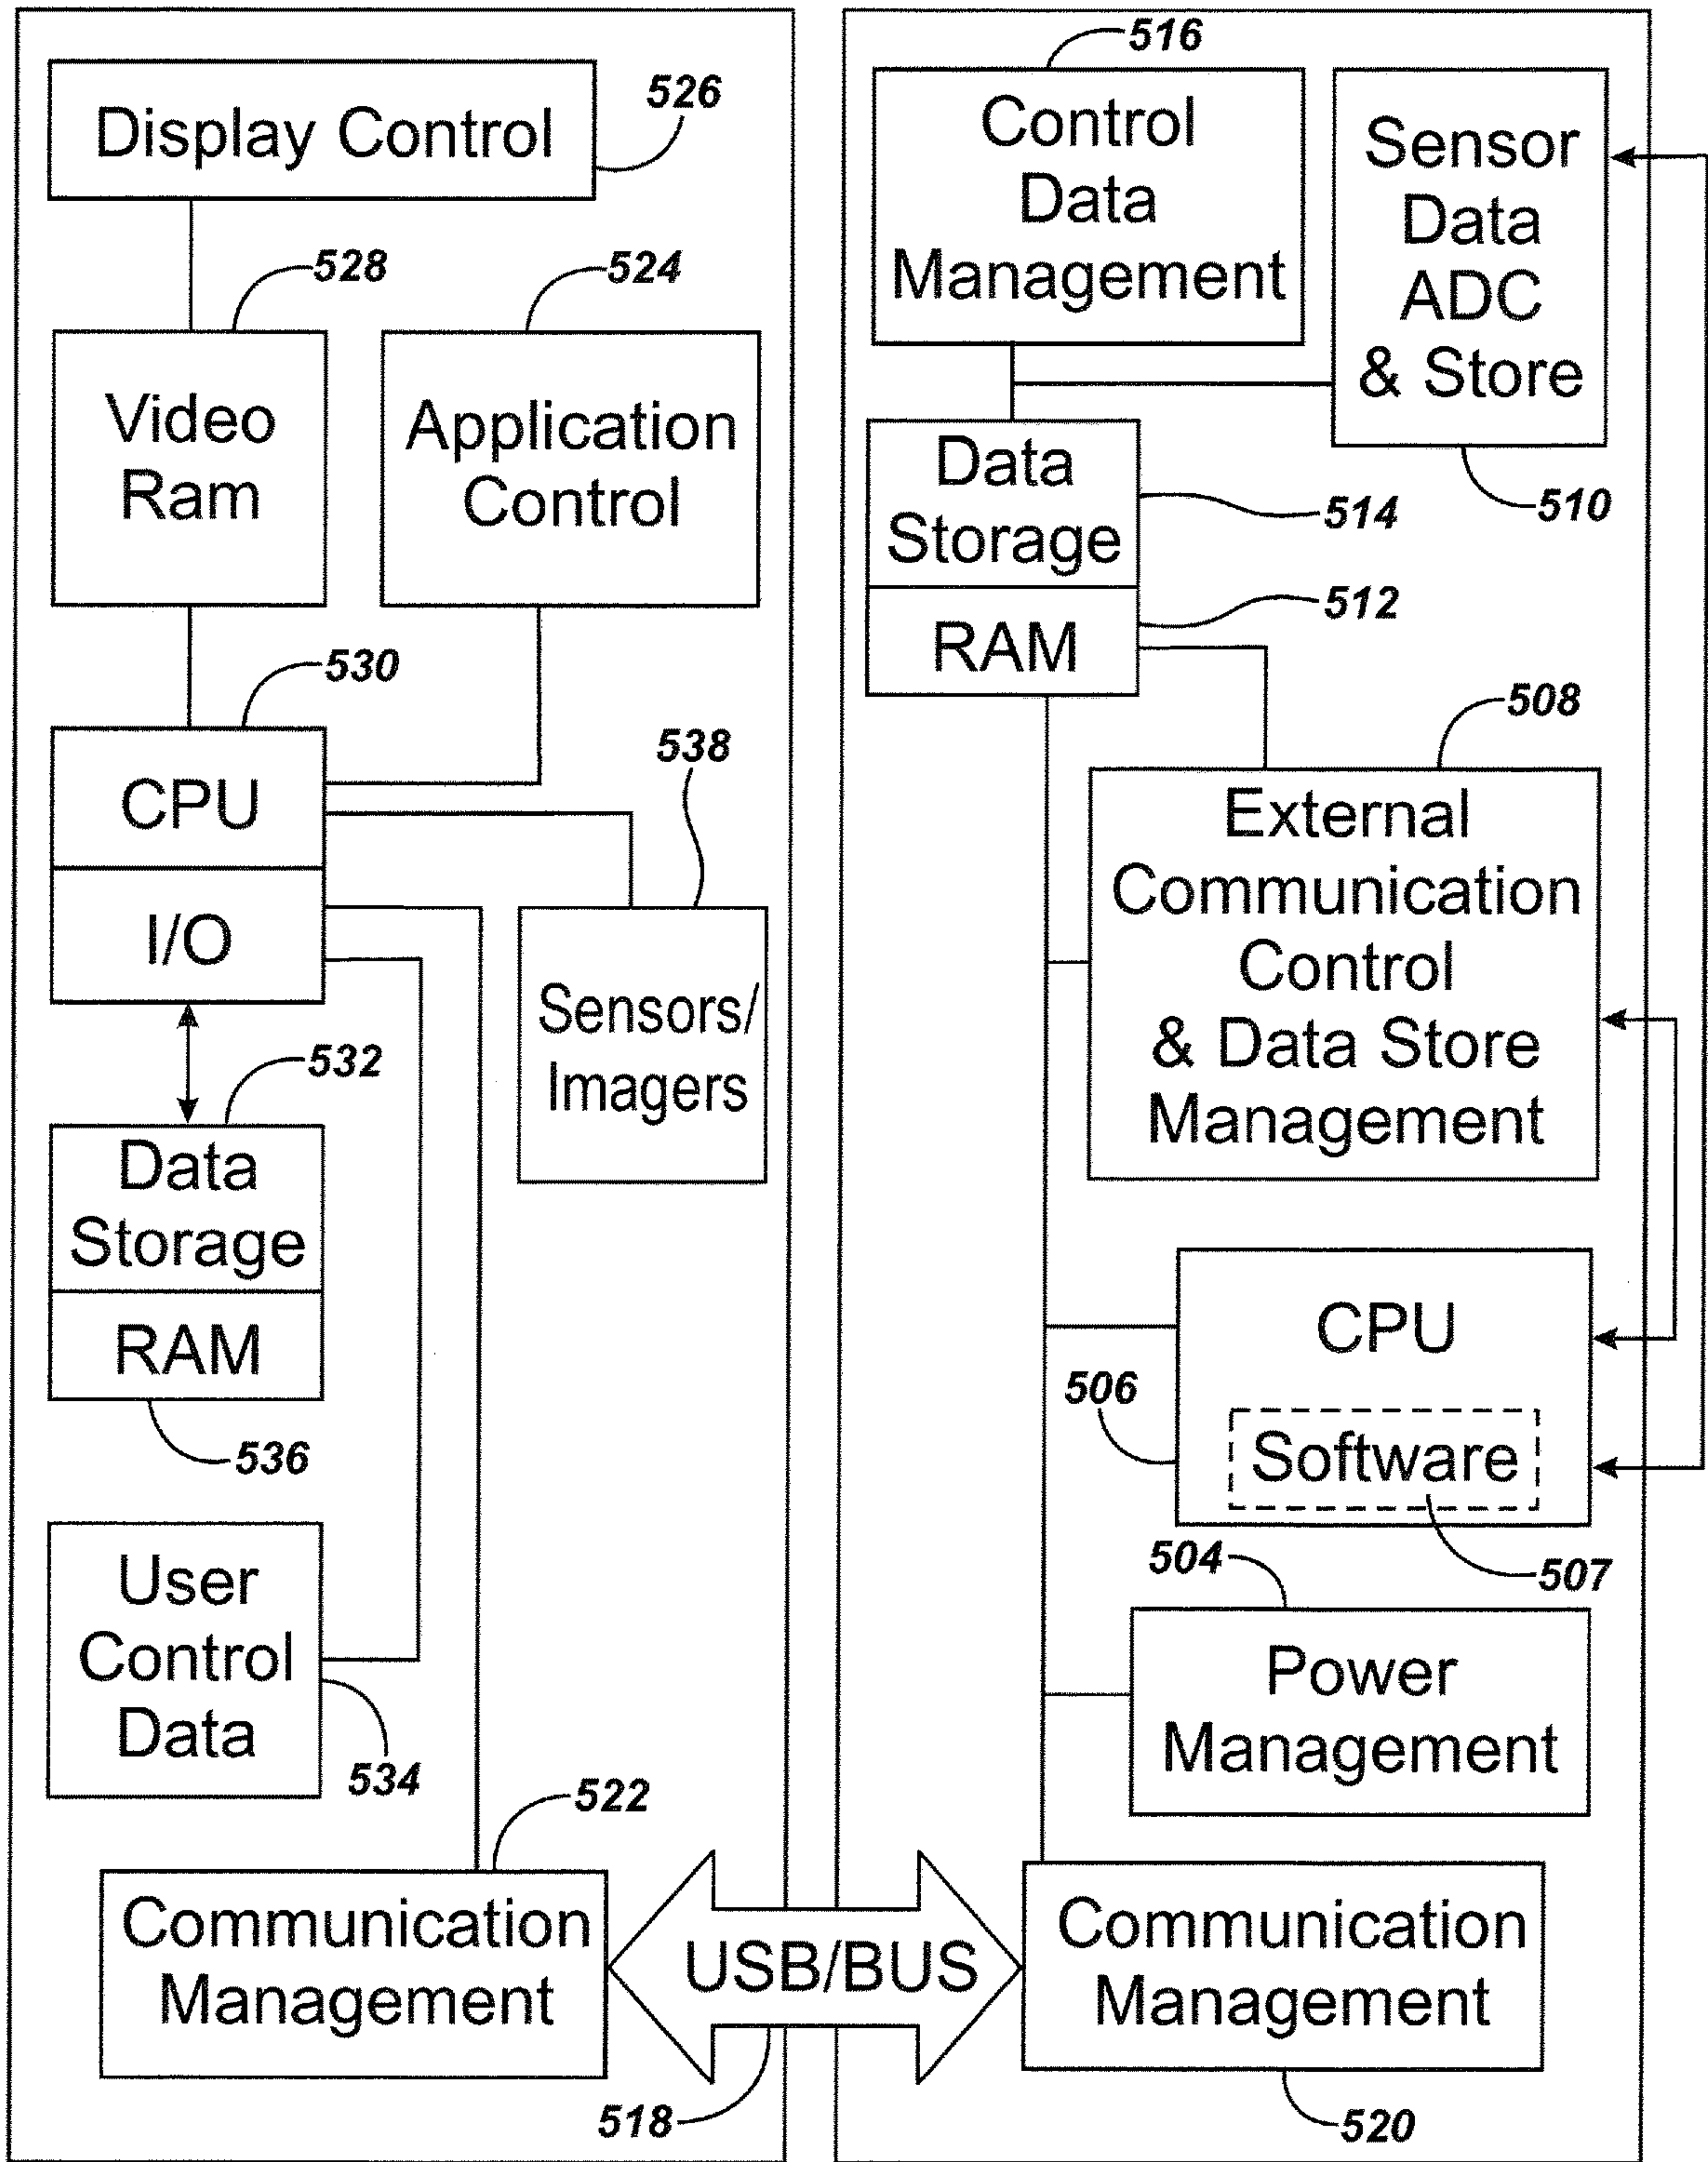 Display Control
526
528
Video
Ram
524
Application
Control
530
CPU
I/O
538
Sensors/
Imagers
532
Data
Storage
RAM
536
User
Control
Data
534
522
Communication
Management
USB/BUS
518
516
Control
Data
Management
Sensor
Data
ADC
& Store
510
Data
Storage
514
RAM
512
508
External
Communication
Control
& Data Store
Management
CPU
506
Software
507
504
Power
Management
Communication
Management
520